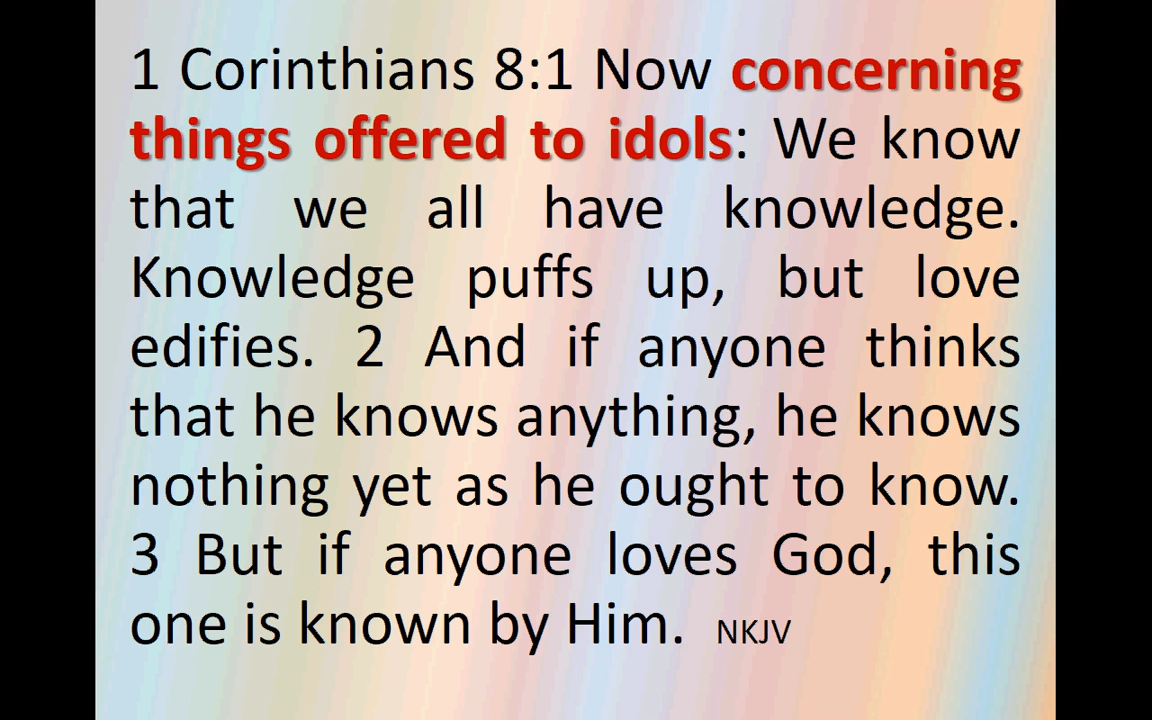 1 Corinthians 8:1 Now concerning
things offered to idols: We know
that we all have knowledge.
Knowledge puffs up, but love
edifies. 2 And if anyone thinks
that he knows anything, he knows
nothing yet as he ought to know.
3 But if anyone loves God, this
one is known by Him. NKJV